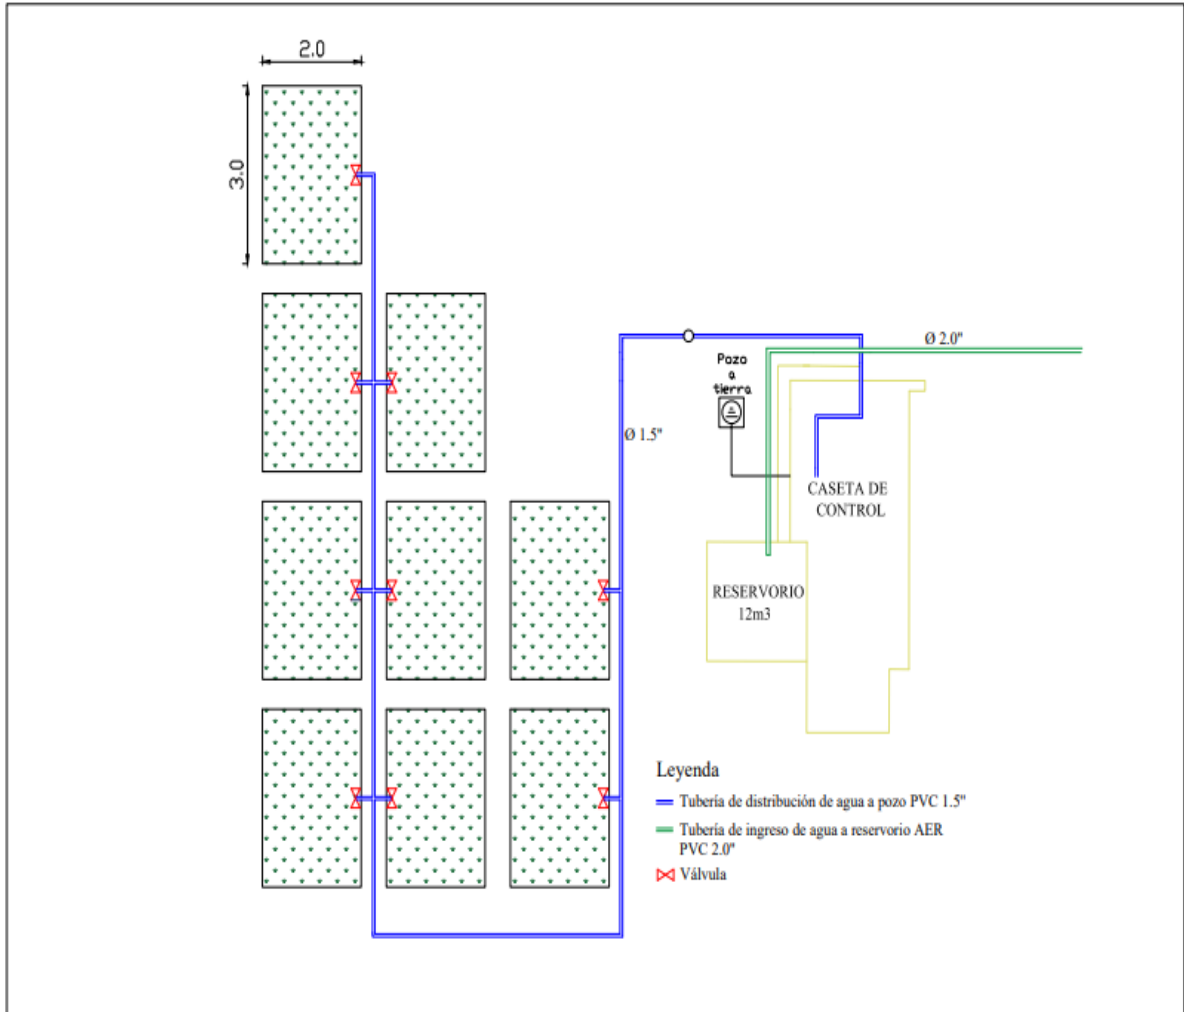 2.0
3.0
Ø 2.0"
Pozo
a
tierra
Ø 1.5"
CASETA DE
CONTROL
RESERVORIO
12m3
Leyenda
Tubería de distribución de agua a pozo PVC 1.5"
Tubería de ingreso de agua a reservorio AER
PVC 2.0"
Válvula